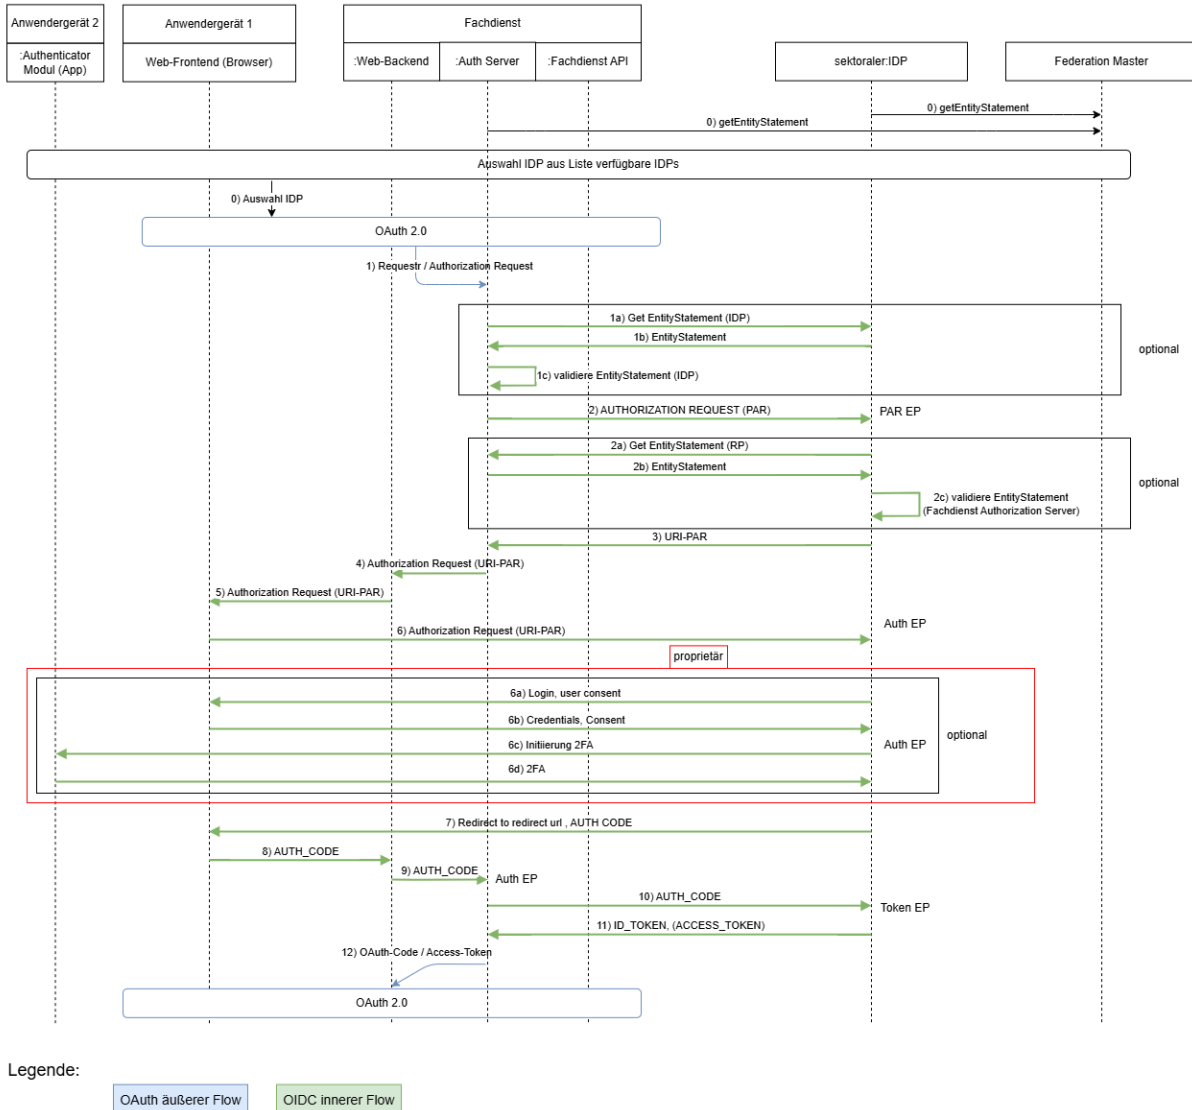 Anwendergerät 2
Anwendergerät 1
Fachdienst
:Authenticator
Modul (App)
Web-Frontend (Browser)
:Web-Backend
:Auth Server
:Fachdienst API
sektoraler:IDP
Federation Master
0) getEntityStatement
0) getEntityStatement
Auswahl IDP aus Liste verfügbare IDPs
0) Auswahl IDP
OAuth 2.0
1) Requestr / Authorization Request
1a) Get EntityStatement (IDP)
1b) EntityStatement
optional
1c) validiere EntityStatement (IDP)
2) AUTHORIZATION REQUEST (PAR)
PAR EP
2a) Get EntityStatement (RP)
2b) EntityStatement
optional
2c) validiere EntityStatement
(Fachdienst Authorization Server)
3) URI-PAR
4) Authorization Request (URI-PAR)
5) Authorization Request (URI-PAR)
Auth EP
6) Authorization Request (URI-PAR)
proprietär
6a) Login, user consent
6b) Credentials, Consent
optional
6c) Initiierung 2FA
Auth EP
6d) 2FA
7) Redirect to redirect url , AUTH CODE
8) AUTH_CODE
9) AUTH_CODE
Auth EP
10) AUTH_CODE
Token EP
11) ID_TOKEN, (ACCESS_TOKEN)
12) OAuth-Code / Access-Token
OAuth 2.0
Legende:
OAuth äußerer Flow
OIDC innerer Flow